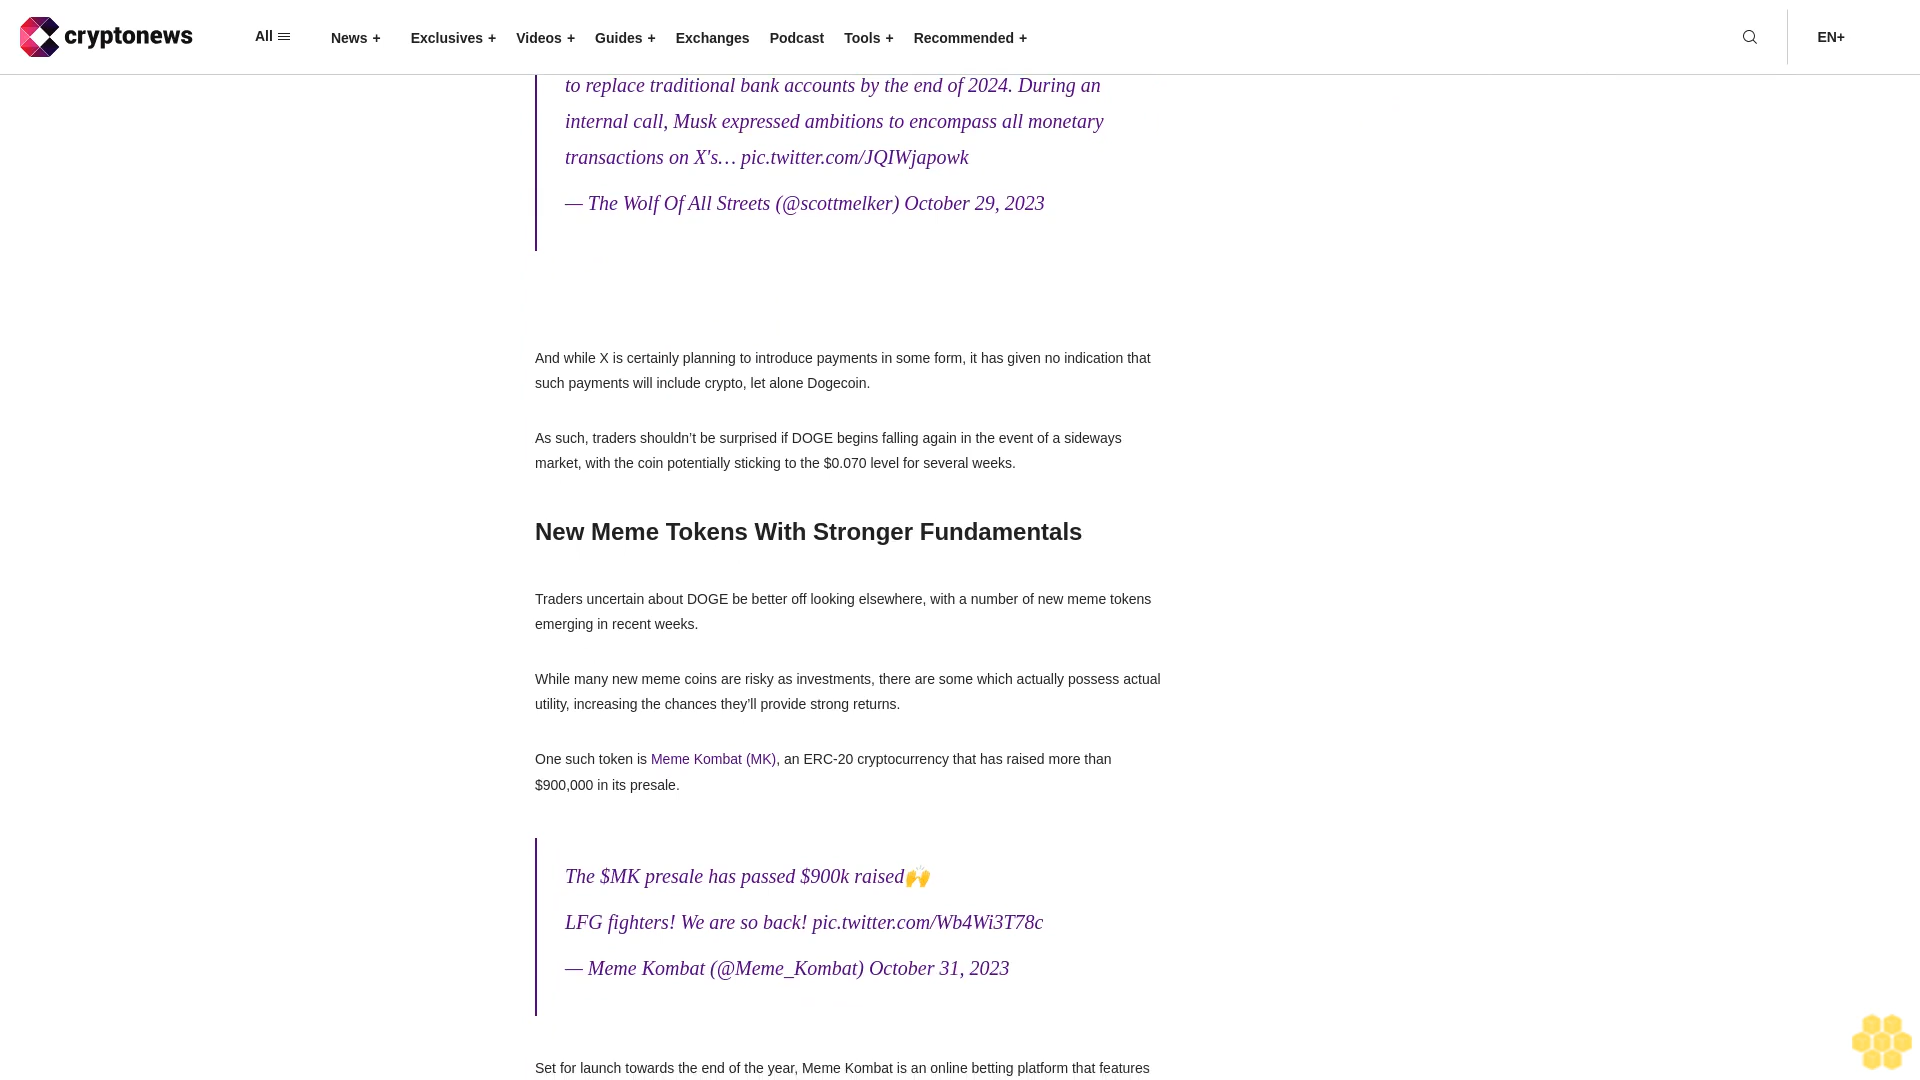 cryptonews
All
News +
Exclusives +
Videos +
Guides +
Exchanges
Podcast
Tools +
Recommended +
EN+
to replace traditional bank accounts by the end of 2024. During an
internal call, Musk expressed ambitions to encompass all monetary
transactions on X's… pic.twitter.com/JQIWjapowk
— The Wolf Of All Streets (@scottmelker) October 29, 2023
And while X is certainly planning to introduce payments in some form, it has given no indication that
such payments will include crypto, let alone Dogecoin.
As such, traders shouldn’t be surprised if DOGE begins falling again in the event of a sideways
market, with the coin potentially sticking to the $0.070 level for several weeks.
New Meme Tokens With Stronger Fundamentals
Traders uncertain about DOGE be better off looking elsewhere, with a number of new meme tokens
emerging in recent weeks.
While many new meme coins are risky as investments, there are some which actually possess actual
utility, increasing the chances they’ll provide strong returns.
One such token is Meme Kombat (MK), an ERC-20 cryptocurrency that has raised more than
$900,000 in its presale.
The $MK presale has passed $900k raised🙌
LFG fighters! We are so back! pic.twitter.com/Wb4Wi3T78c
— Meme Kombat (@Meme_Kombat) October 31, 2023
Set for launch towards the end of the year, Meme Kombat is an online betting platform that features